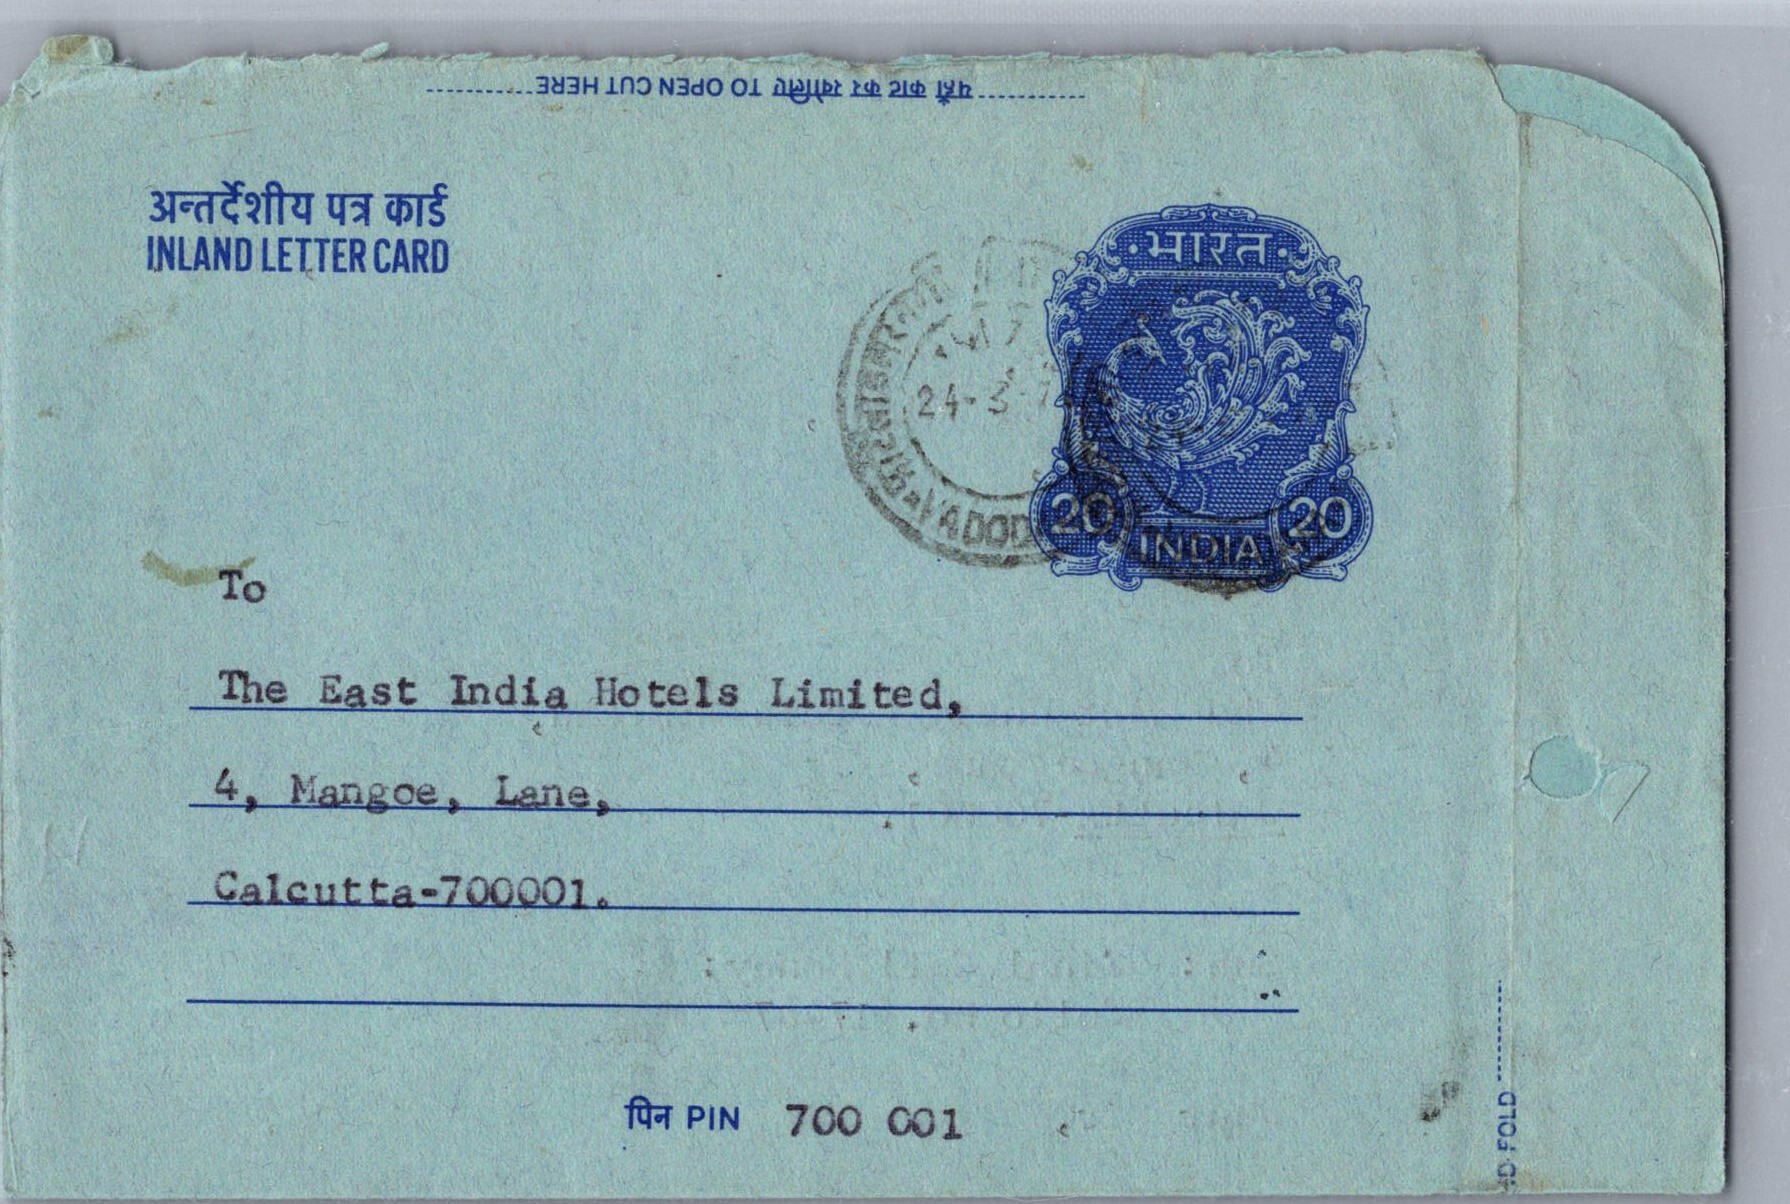 यहाँ काट कर खोलिए TO OPEN CUT HERE
अन्तर्देशीय पत्र कार्ड
INLAND LETTER CARD
भारत
24-3-7
20
20
INDIA
To
The East India Hotels Limited,
4, Mangoe, Lane,
Calcutta-700001.
पिन PIN 700 001
FOLD